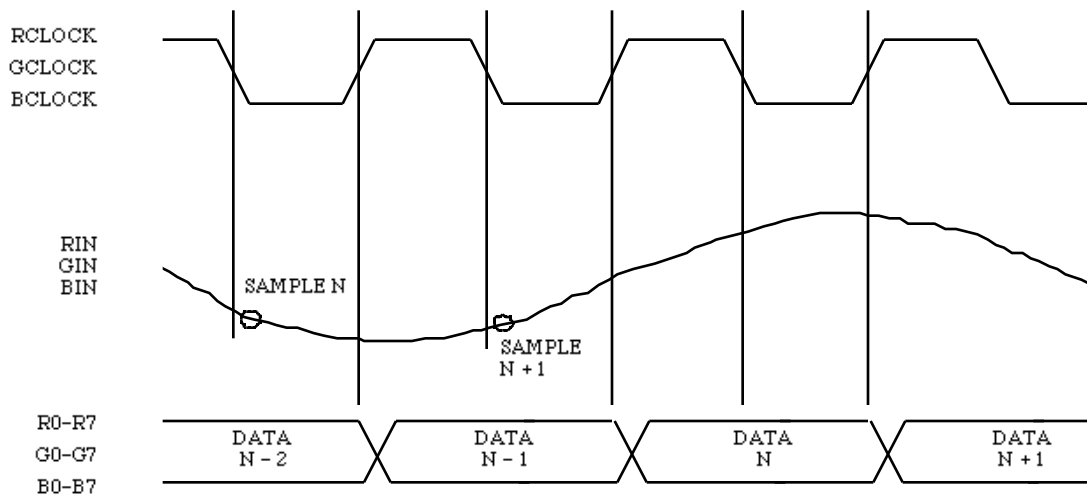 RCLOCK
GCLOCK
BCLOCK
RIN
GIN
BIN
SAMPLE N
SAMPLE
N + 1
R0-R7
G0-G7
B0-B7
DATA
N - 2
DATA
N - 1
DATA
N
DATA
N + 1